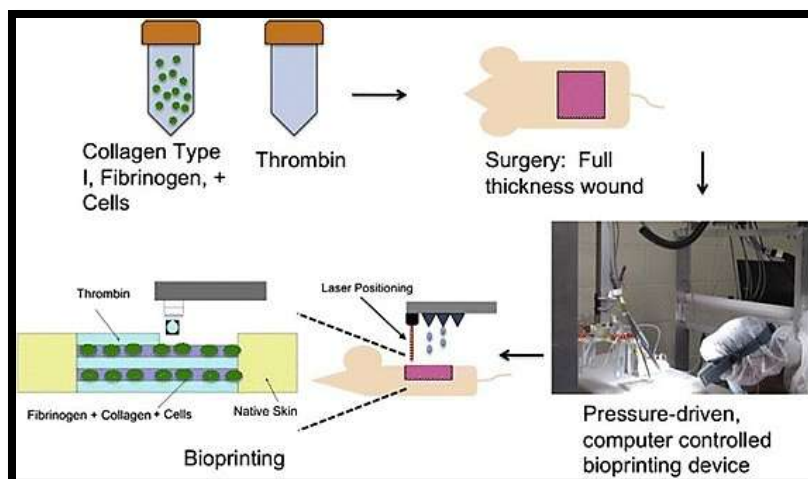 Collagen Type
I, Fibrinogen, +
Cells
Thrombin
Surgery: Full
thickness wound
Pressure-driven,
computer controlled
bioprinting device
Laser Positioning
Thrombin
Fibrinogen + Collagen + Cells
Native Skin
Bioprinting